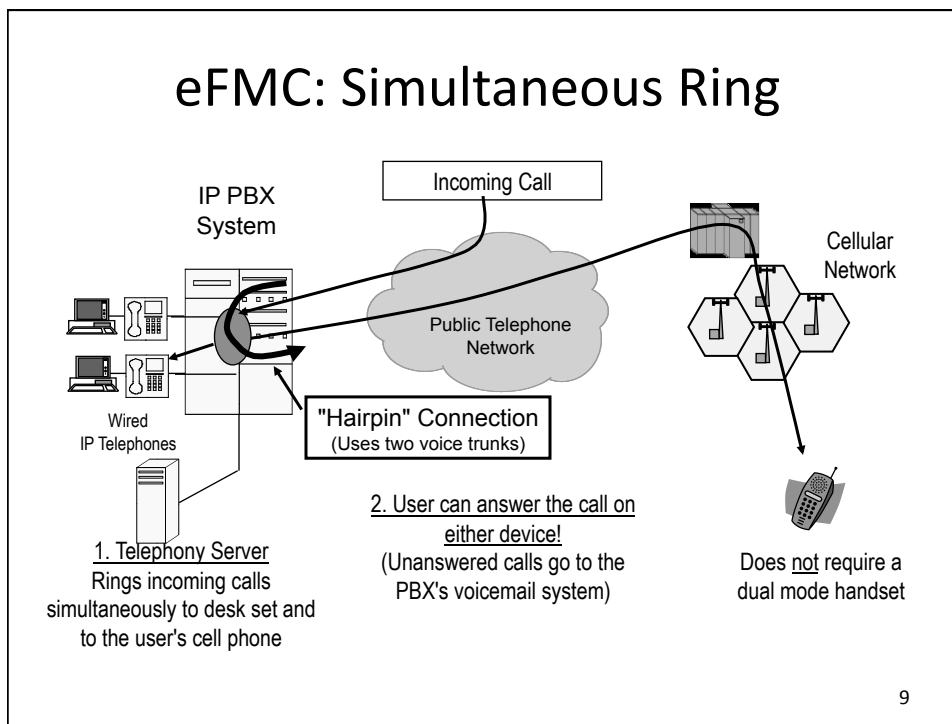 eFMC: Simultaneous Ring
Incoming Call
IP PBX
System
Cellular
Network
Public Telephone
Network
"Hairpin" Connection
(Uses two voice trunks)
Wired
IP Telephones
1. Telephony Server
Rings incoming calls
simultaneously to desk set and
to the user's cell phone
2. User can answer the call on
either device!
(Unanswered calls go to the
PBX's voicemail system)
Does not require a
dual mode handset
9